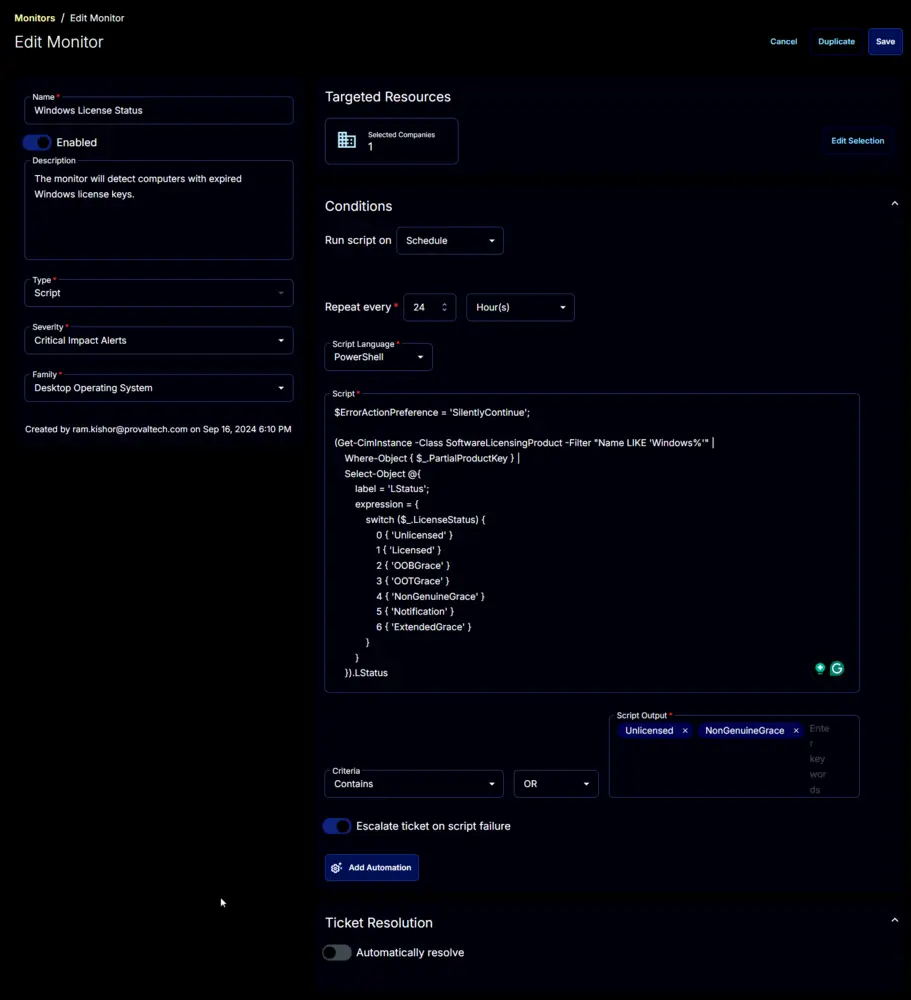 Monitors / Edit Monitor
Edit Monitor
Cancel
Duplicate
Save
Name *
Windows License Status
Enabled
Description
The monitor will detect computers with expired
Windows license keys.
Type *
Script
Severity *
Critical Impact Alerts
Family *
Desktop Operating System
Created by ram.kishor@provaltech.com on Sep 16, 2024 6:10 PM
Targeted Resources
Selected Companies
1
Edit Selection
Conditions
Run script on
Schedule
Repeat every *
24
Hour(s)
Script Language *
PowerShell
Script *
$ErrorActionPreference = 'SilentlyContinue';
(Get-CimInstance -Class SoftwareLicensingProduct -Filter "Name LIKE 'Windows%'" |
Where-Object { $_.PartialProductKey } |
Select-Object @{
label = 'LStatus';
expression = {
switch ($_.LicenseStatus) {
0 { 'Unlicensed' }
1 { 'Licensed' }
2 { 'OOBGrace' }
3 { 'OOTGrace' }
4 { 'NonGenuineGrace' }
5 { 'Notification' }
6 { 'ExtendedGrace' }
}
}
}).LStatus
Criteria
Contains
OR
Script Output *
Unlicensed ×
NonGenuineGrace ×
Ente
r
key
wor
ds
Escalate ticket on script failure
Add Automation
Ticket Resolution
Automatically resolve